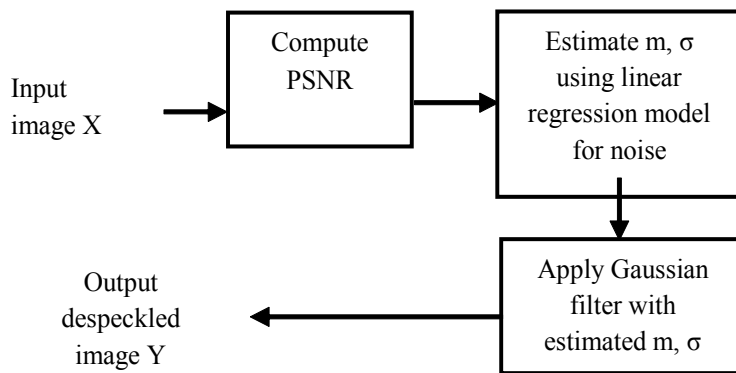 Input
image X
Compute
PSNR
Estimate m, σ
using linear
regression model
for noise
Apply Gaussian
filter with
estimated m, σ
Output
despeckled
image Y